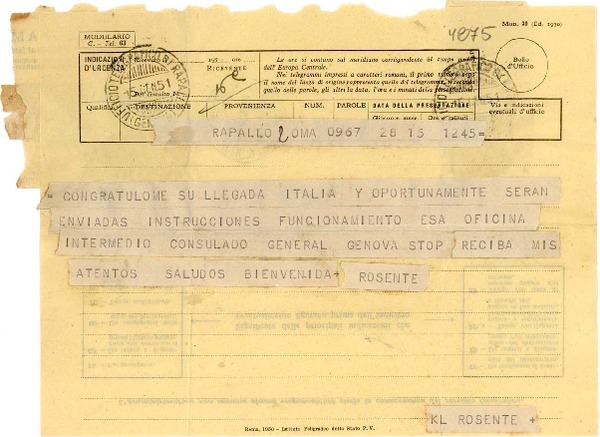 4875
MODULARIO
C. - Tel. 63
Mod. 30 (Ed. 1950)
INDICAZIONI
D'URGENZA
RICEVENTE
16
Le ore si contano sul meridiano corrispondente al tempo medio
dell'Europa Centrale.
Nei telegrammi impressi a caratteri romani, il primo numero dopo
il nome del luogo di origine rappresenta quello del telegramma, il secondo
quello delle parole, gli altri la data, l'ora e i minuti della presentazione.
Bollo
d'Ufficio
Qualifica DESTINAZIONE PROVENIENZA NUM. PAROLE DATA DELLA PRESENTAZIONE
Via e indicazioni
eventuali d'ufficio
RAPALLO ROMA 0967 28 13 1245=
= CONGRATULOME SU LLEGADA ITALIA Y OPORTUNAMENTE SERAN
ENVIADAS INSTRUCCIONES FUNCIONAMIENTO ESA OFICINA
INTERMEDIO CONSULADO GENERAL GENOVA STOP RECIBA MIS
ATENTOS SALUDOS BIENVENIDA+ ROSENTE
KL ROSENTE +
Roma, 1950 - Istituto Poligrafico dello Stato P. V.